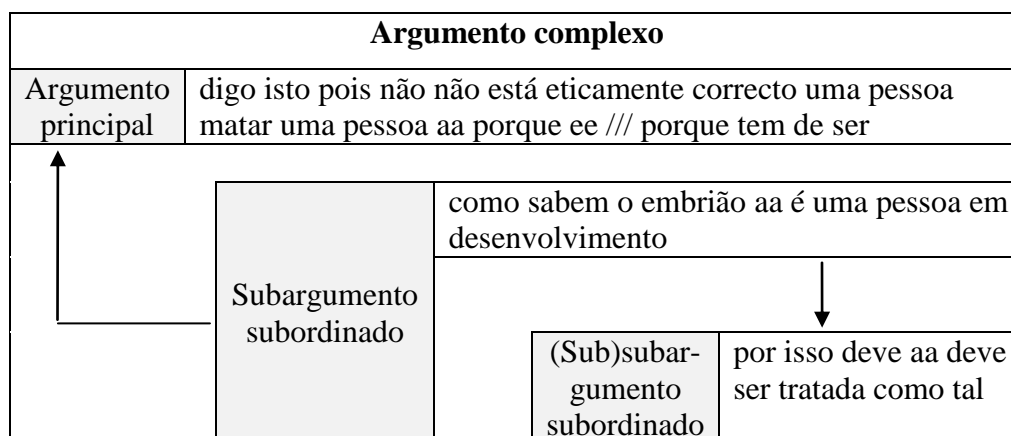 Argumento complexo
Argumento
principal
digo isto pois não não está eticamente correcto uma pessoa
matar uma pessoa aa porque ee /// porque tem de ser
como sabem o embrião aa é uma pessoa em
desenvolvimento
Subargumento
subordinado
(Sub)subar-
gumento
subordinado
por isso deve aa deve
ser tratada como tal